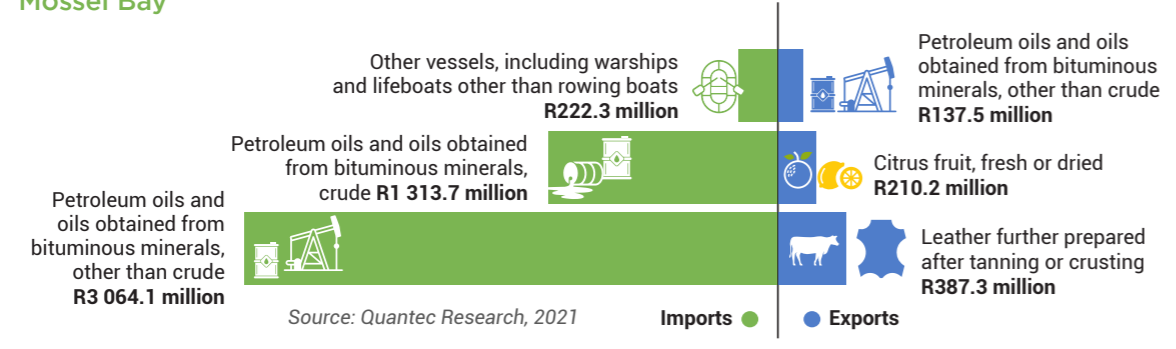 Mossel Bay
Other vessels, including warships
and lifeboats other than rowing boats
R222.3 million
Petroleum oils and oils
obtained from bituminous
minerals, other than crude
R137.5 million
Petroleum oils and oils obtained
from bituminous minerals,
crude R1 313.7 million
Citrus fruit, fresh or dried
R210.2 million
Petroleum oils and
oils obtained from
bituminous minerals,
other than crude
R3 064.1 million
Leather further prepared
after tanning or crusting
R387.3 million
Source: Quantec Research, 2021
Imports
Exports